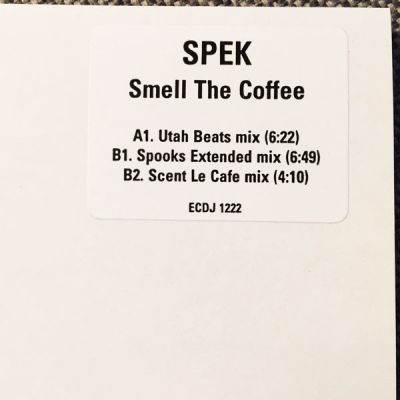 SPEK
Smell The Coffee
A1. Utah Beats mix (6:22)
B1. Spooks Extended mix (6:49)
B2. Scent Le Cafe mix (4:10)
ECDJ 1222